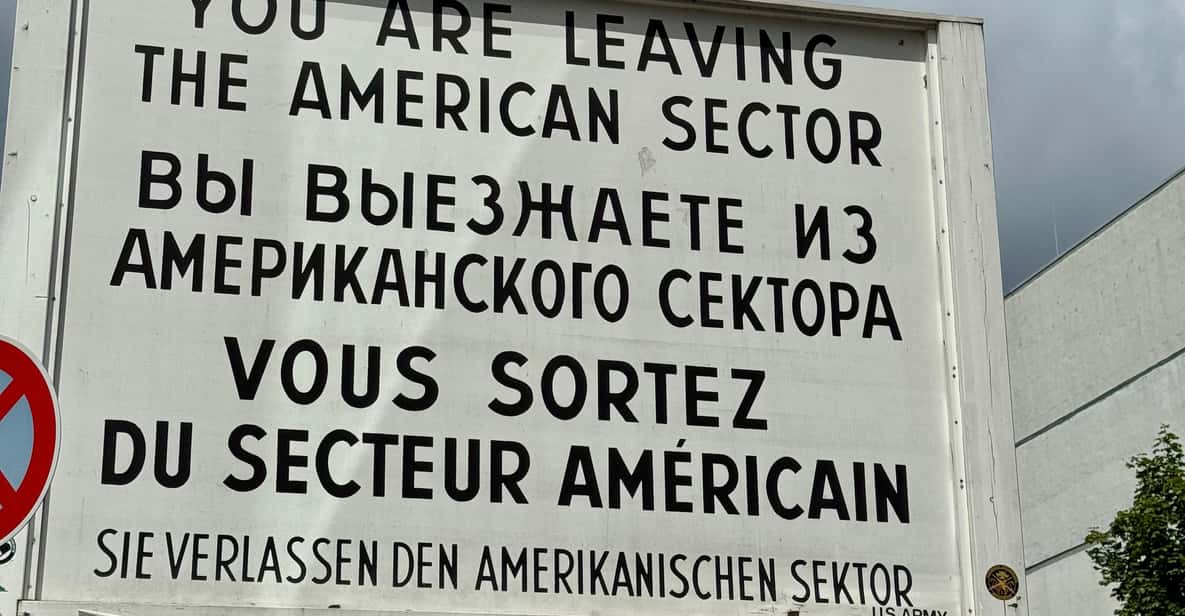 YOU ARE LEAVING
THE AMERICAN SECTOR
ВЫ ВЫЕЗЖАЕТЕ ИЗ
АМЕРИКАНСКОГО СЕКТОРА
VOUS SORTEZ
DU SECTEUR AMÉRICAIN
SIE VERLASSEN DEN AMERIKANISCHEN SEKTOR
US ARMY